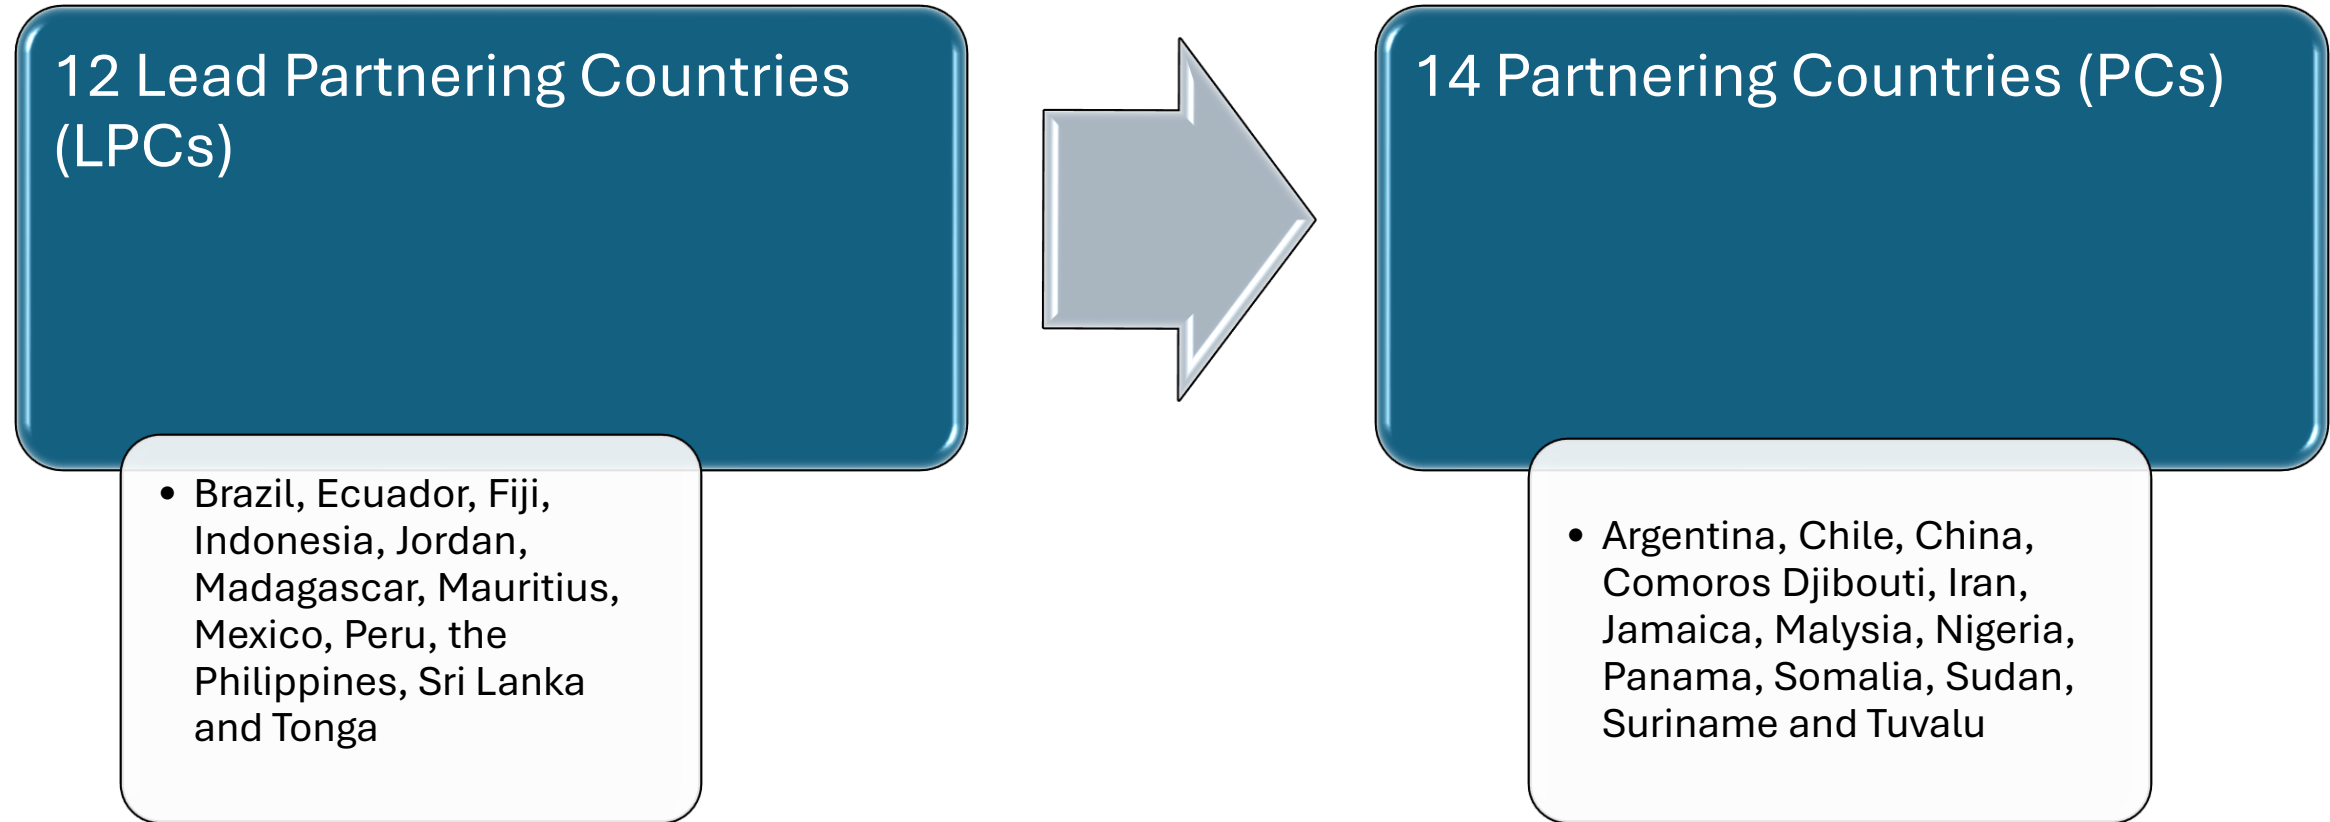 12 Lead Partnering Countries
(LPCs)
• Brazil, Ecuador, Fiji,
Indonesia, Jordan,
Madagascar, Mauritius,
Mexico, Peru, the
Philippines, Sri Lanka
and Tonga
14 Partnering Countries (PCs)
• Argentina, Chile, China,
Comoros Djibouti, Iran,
Jamaica, Malysia, Nigeria,
Panama, Somalia, Sudan,
Suriname and Tuvalu